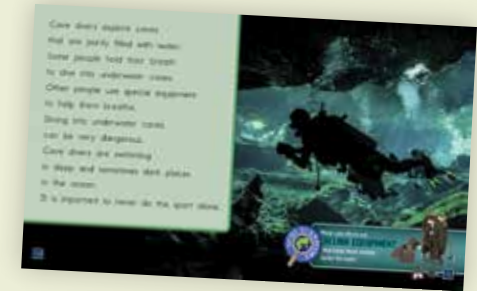 Cave divers explore caves
that are partly filled with water.
Some people hold their breath
to dive into underwater caves.
Other people use special equipment
to help them breathe.
Diving into underwater caves
can be very dangerous.
Cave divers are swimming
in deep and sometimes dark places
in the ocean.
It is important to never do this sport alone.
EQUIPMENT